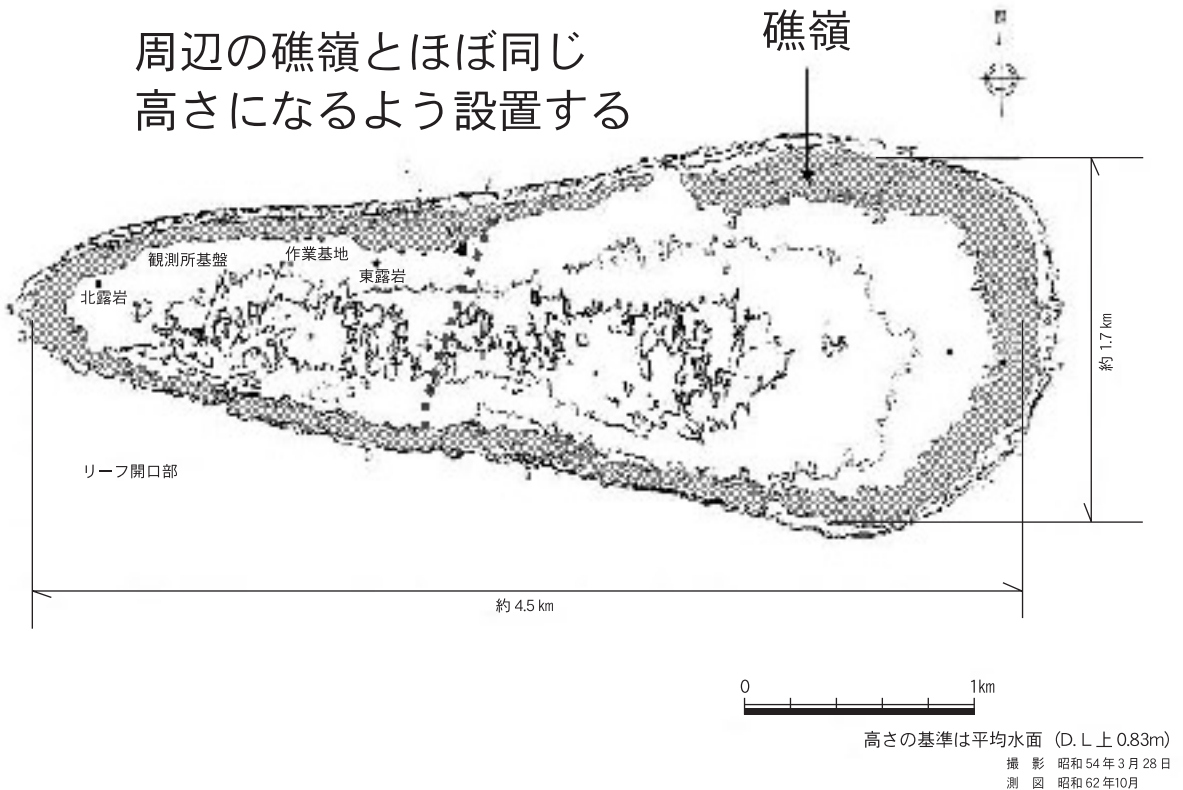 周辺の礁嶺とほぼ同じ
高さになるよう設置する
礁嶺
観測所基盤
作業基地
東露岩
北露岩
リーフ開口部
約 1.7 km
約 4.5 km
0
1km
高さの基準は平均水面（D. L 上 0.83m）
撮 影 昭和 54 年 3 月 28 日
測 図 昭和 62 年10月